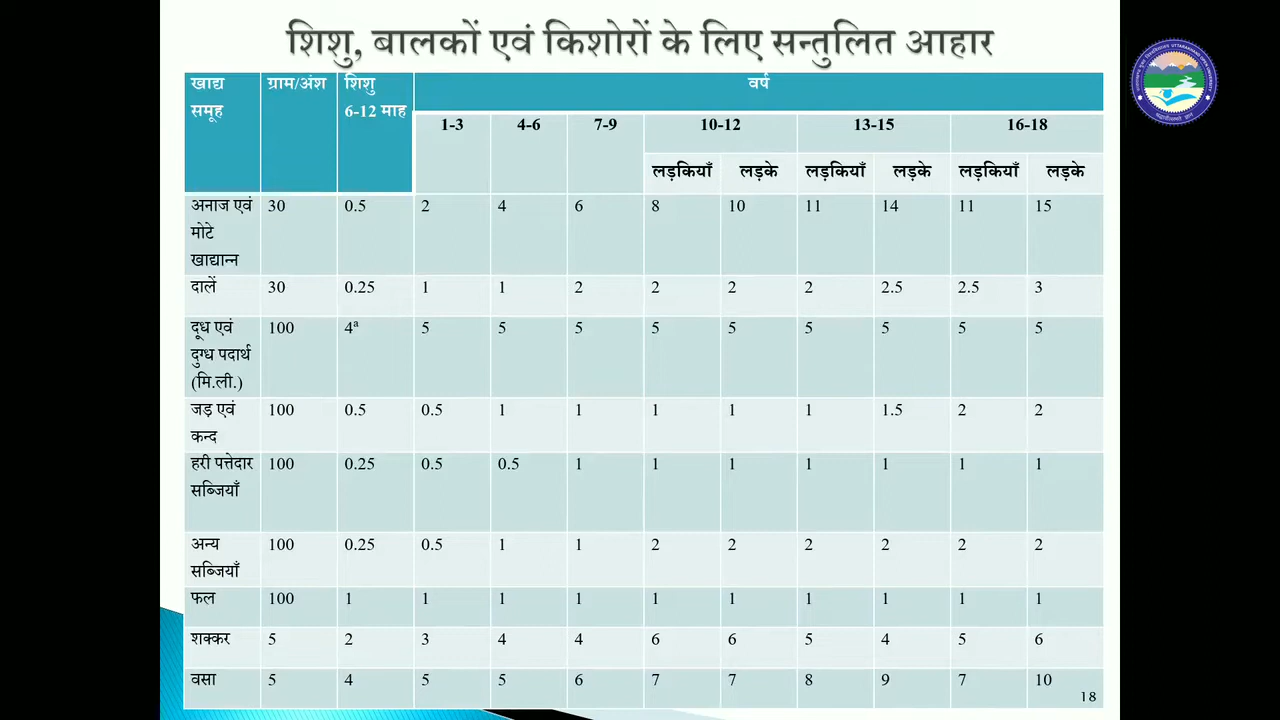 शिशु, बालकों एवं किशोरों के लिए सन्तुलित आहार
खाद्य समूह ग्राम/अंश शिशु 6-12 माह वर्ष
1-3 4-6 7-9 10-12 13-15 16-18
लड़कियाँ लड़के लड़कियाँ लड़के लड़कियाँ लड़के
अनाज एवं मोटे खाद्यान्न 30 0.5 2 4 6 8 10 11 14 11 15
दालें 30 0.25 1 1 2 2 2 2 2.5 2.5 3
दूध एवं दुग्ध पदार्थ (मि.ली.) 100 4ª 5 5 5 5 5 5 5 5 5
जड़ एवं कन्द 100 0.5 0.5 1 1 1 1 1 1.5 2 2
हरी पत्तेदार सब्जियाँ 100 0.25 0.5 0.5 1 1 1 1 1 1 1
अन्य सब्जियाँ 100 0.25 0.5 1 1 2 2 2 2 2 2
फल 100 1 1 1 1 1 1 1 1 1 1
शक्कर 5 2 3 4 4 6 6 5 4 5 6
वसा 5 4 5 5 6 7 7 8 9 7 10
18